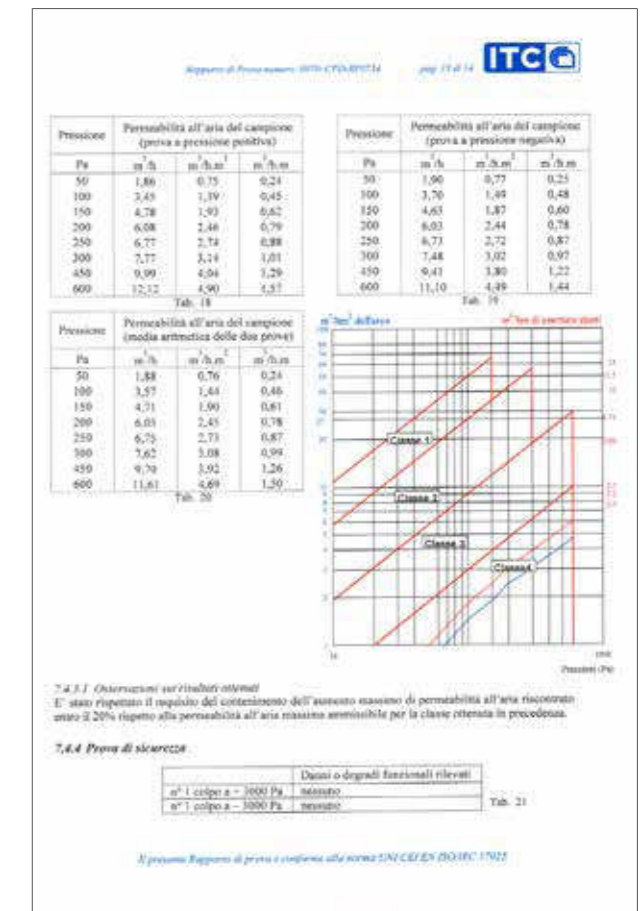 ITC
Rapporto di Prova numero: 0970-CPD-RP0724 pag. 13 di 14
Pressione Permeabilità all'aria del campione
(prova a pressione positiva)
Pa m³/h m³/h.m² m³/h.m
50 1,86 0,75 0,24
100 3,45 1,39 0,45
150 4,78 1,93 0,62
200 6,08 2,46 0,79
250 6,77 2,74 0,88
300 7,77 3,14 1,01
450 9,99 4,04 1,29
600 12,12 4,90 1,57
Tab. 18
Pressione Permeabilità all'aria del campione
(prova a pressione negativa)
Pa m³/h m³/h.m² m³/h.m
50 1,90 0,77 0,25
100 3,70 1,49 0,48
150 4,63 1,87 0,60
200 6,03 2,44 0,78
250 6,73 2,72 0,87
300 7,48 3,02 0,97
450 9,41 3,80 1,22
600 11,10 4,49 1,44
Tab. 19
Pressione Permeabilità all'aria del campione
(media aritmetica delle due prove)
Pa m³/h m³/h.m² m³/h.m
50 1,88 0,76 0,24
100 3,57 1,44 0,46
150 4,71 1,90 0,61
200 6,05 2,45 0,78
250 6,75 2,73 0,87
300 7,62 3,08 0,99
450 9,70 3,92 1,26
600 11,61 4,69 1,50
Tab. 20
Classe 1
Classe 2
Classe 3
Classe 4
10
Pressioni (Pa)
7.4.3.1 Osservazioni sui risultati ottenuti
E' stato rispettato il requisito del contenimento dell'aumento massimo di permeabilità all'aria riscontrato
entro il 20% rispetto alla permeabilità all'aria massima ammissibile per la classe ottenuta in precedenza.
7.4.4 Prova di sicurezza
Danni o degradi funzionali rilevati
n° 1 colpo a – 3000 Pa nessuno
n° 1 colpo a – 3000 Pa nessuno
Tab. 21
Il presente Rapporto di prova è conforme alla norma UNI CEI EN ISO/IEC 17025